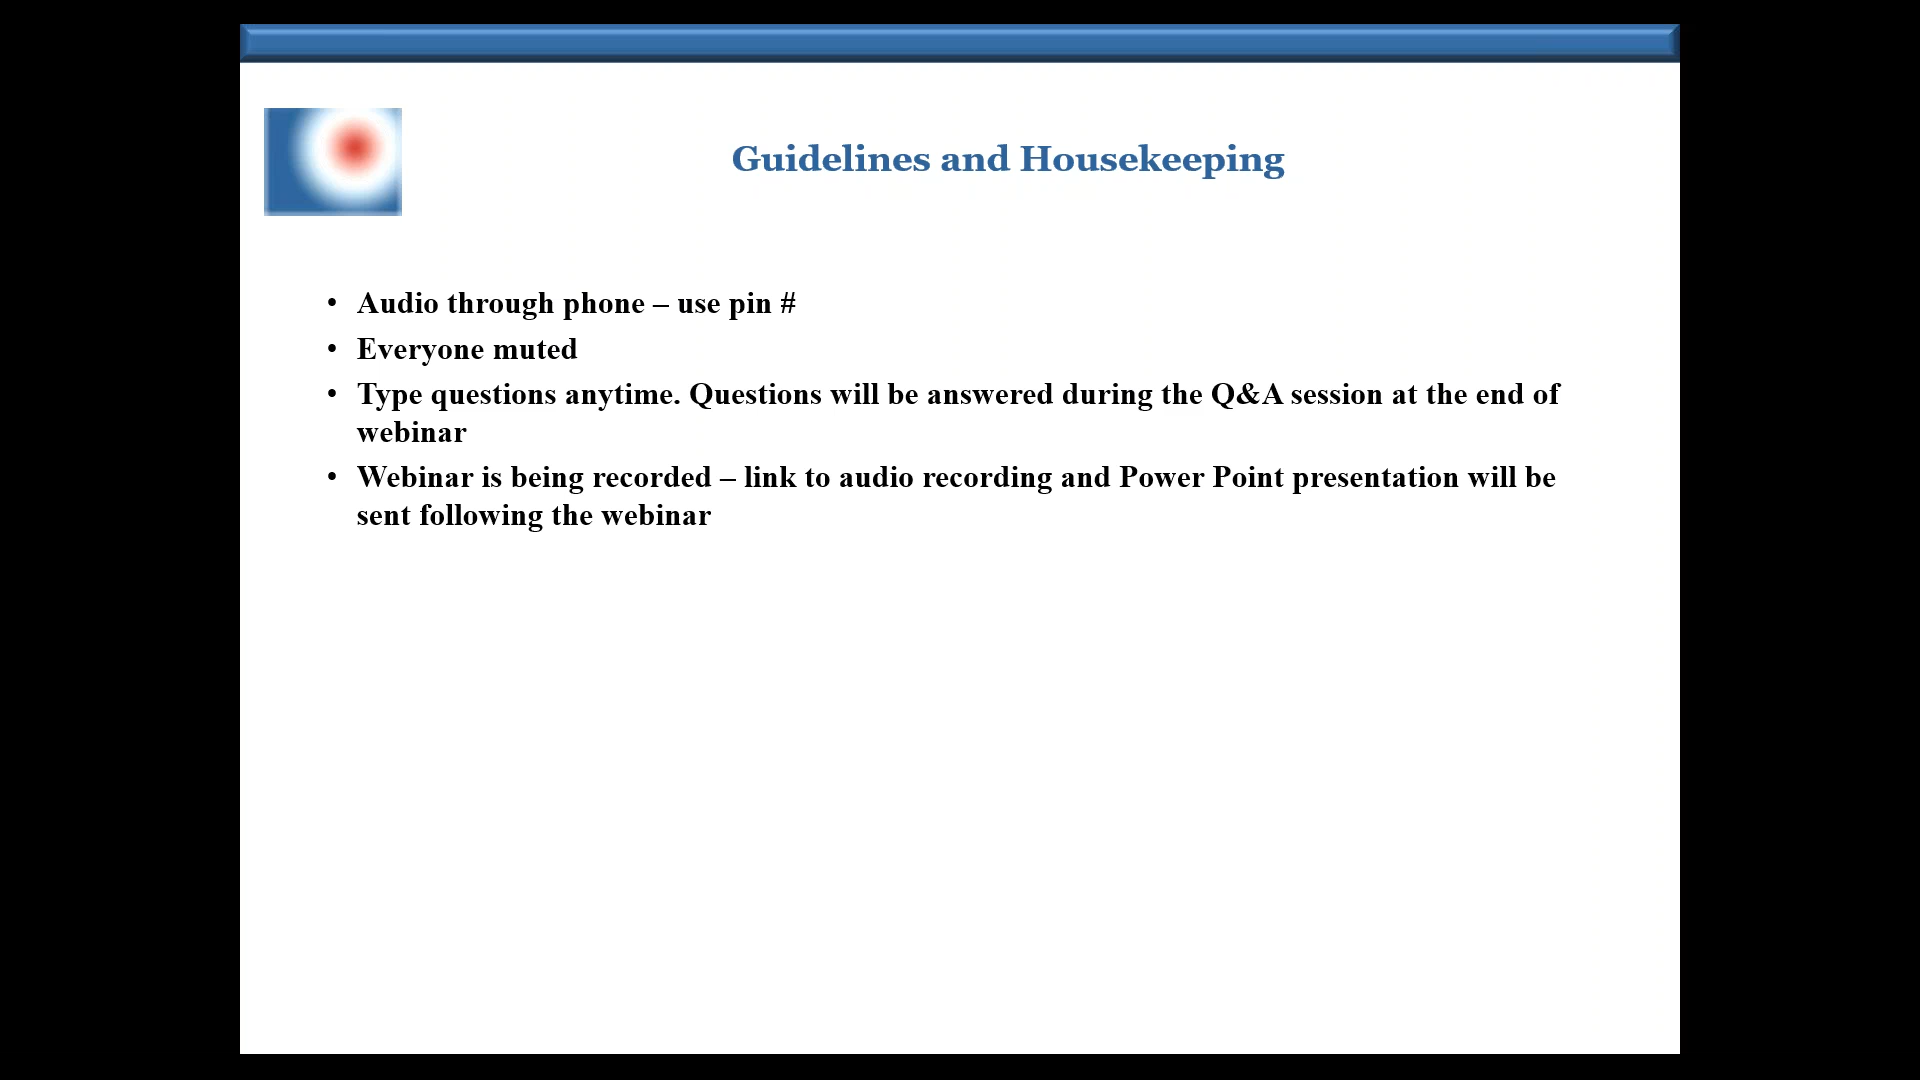 Guidelines and Housekeeping
• Audio through phone – use pin #
• Everyone muted
• Type questions anytime. Questions will be answered during the Q&A session at the end of
webinar
• Webinar is being recorded – link to audio recording and Power Point presentation will be
sent following the webinar